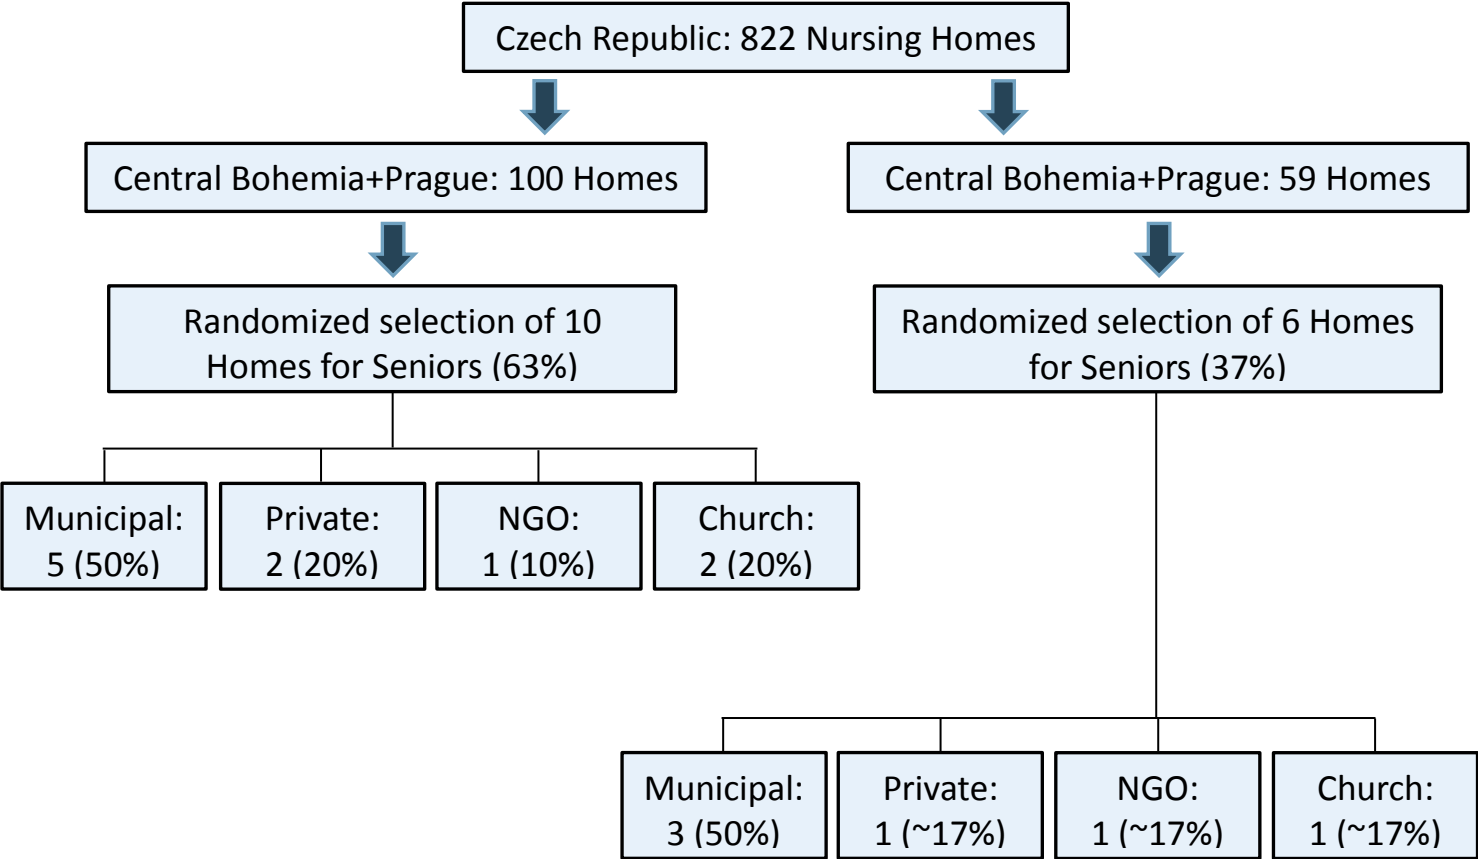 Czech Republic: 822 Nursing Homes
Central Bohemia+Prague: 100 Homes
Central Bohemia+Prague: 59 Homes
Randomized selection of 10
Homes for Seniors (63%)
Randomized selection of 6 Homes
for Seniors (37%)
Municipal:
5 (50%)
Private:
2 (20%)
NGO:
1 (10%)
Church:
2 (20%)
Municipal:
3 (50%)
Private:
1 (~17%)
NGO:
1 (~17%)
Church:
1 (~17%)